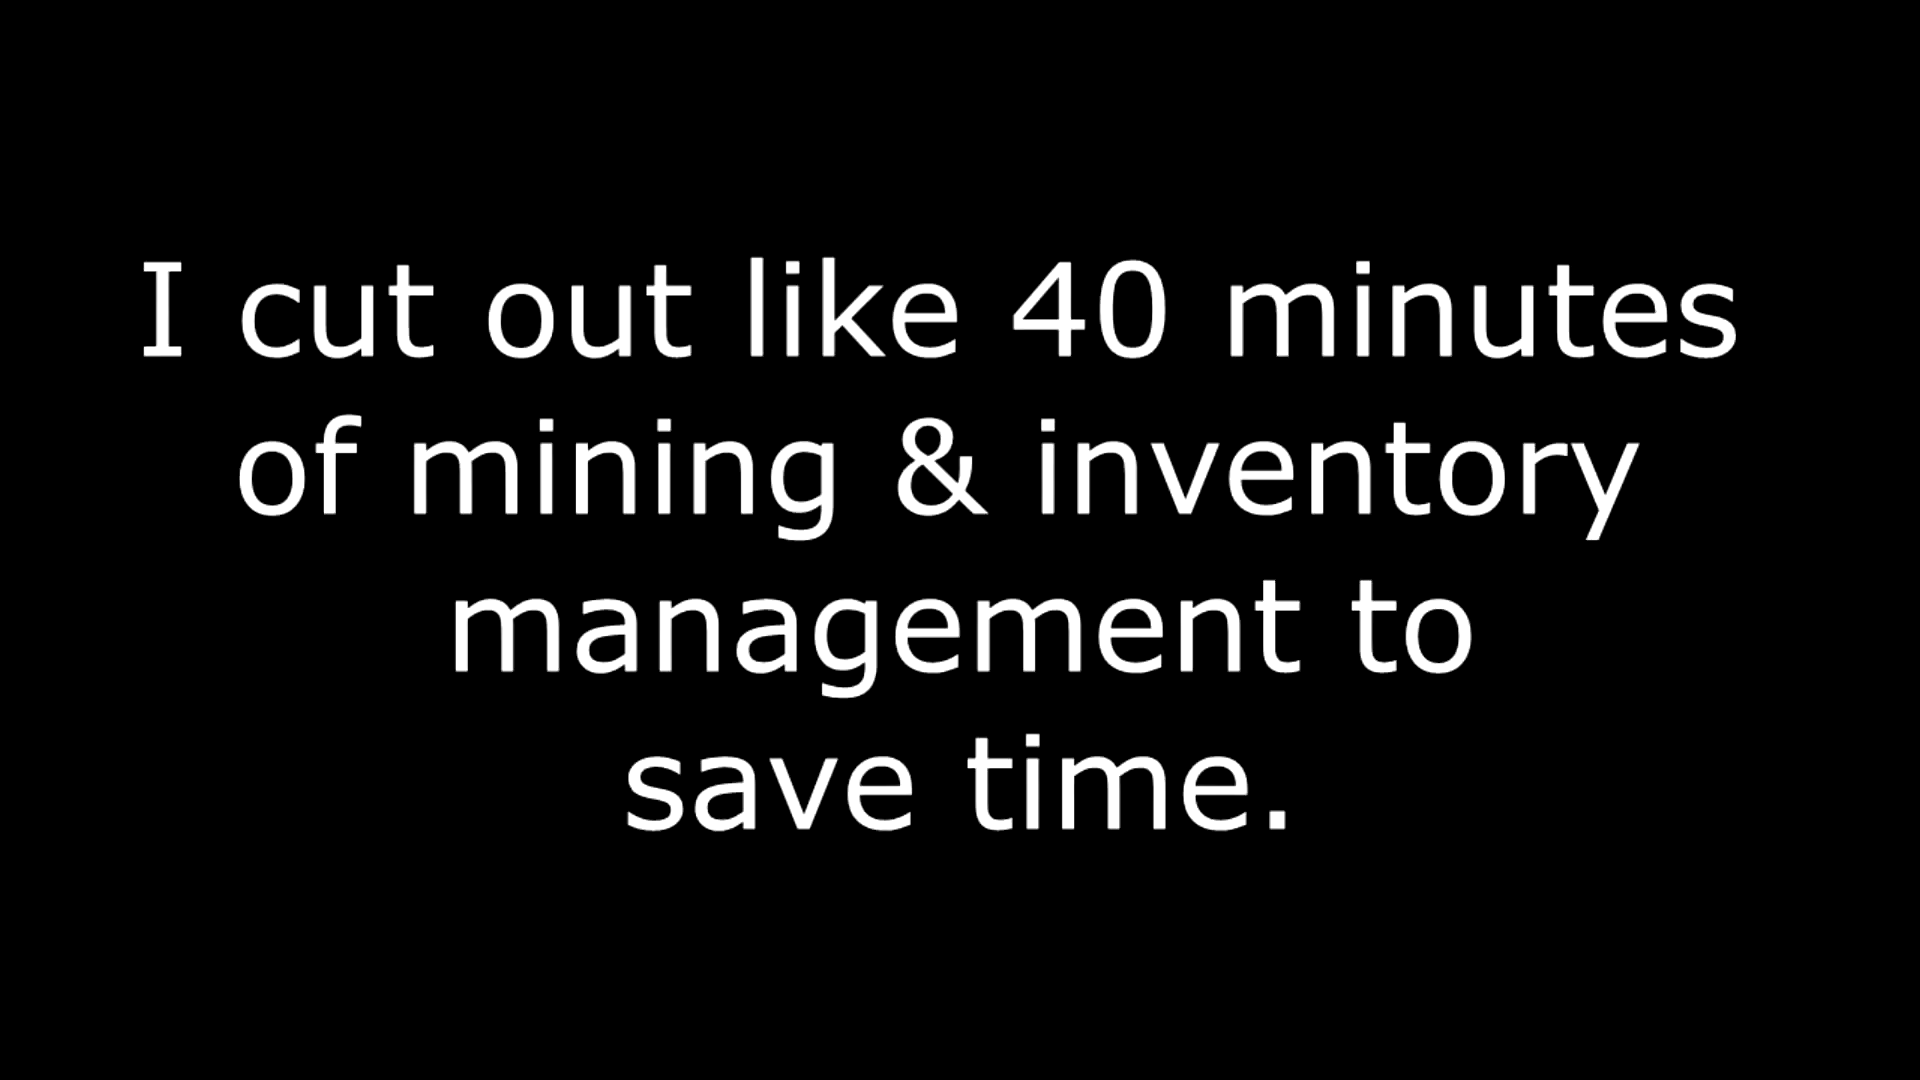 I cut out like 40 minutes
of mining & inventory
management to
save time.